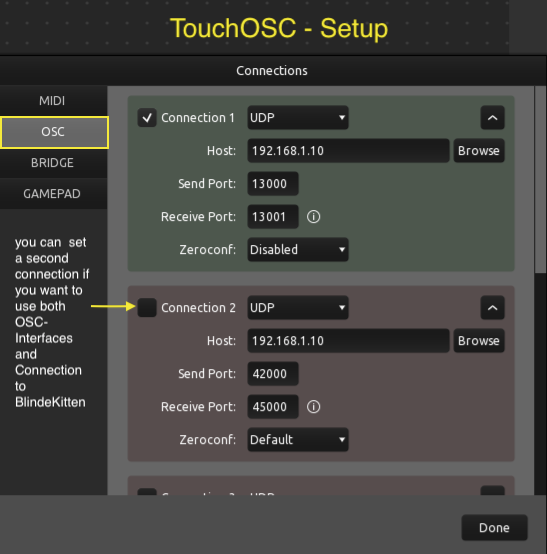 TouchOSC - Setup
Connections
MIDI
OSC
BRIDGE
GAMEPAD
you can set
a second
connection if
you want to
use both
OSC-
Interfaces
and
Connection
to
BlindeKitten
Connection 1 UDP
Host: 192.168.1.10 Browse
Send Port: 13000
Receive Port: 13001
Zeroconf: Disabled
Connection 2 UDP
Host: 192.168.1.10 Browse
Send Port: 42000
Receive Port: 45000
Zeroconf: Default
Done